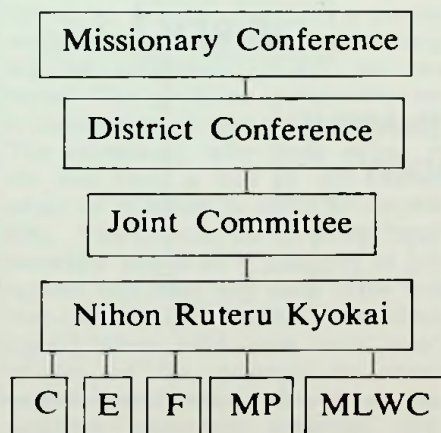 Missionary Conference
District Conference
Joint Committee
Nihon Ruteru Kyokai
C E F MP MLWC